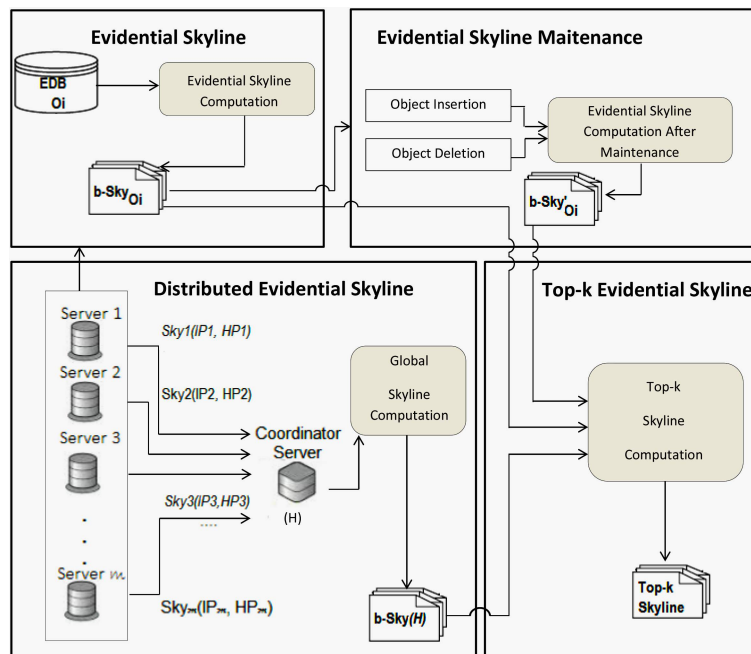 Evidential Skyline
EDB
Oi
Evidential Skyline
Computation
b-Sky Oi
Evidential Skyline Maitenance
Object Insertion
Object Deletion
Evidential Skyline
Computation After
Maintenance
b-Sky'Oi
Distributed Evidential Skyline
Server 1
Server 2
Server 3
.
.
.
.
Server m
Sky1(IP1, HP1)
Sky2(IP2, HP2)
Sky3(IP3,HP3)
....
Skym(IPm, HPm)
Coordinator
Server
(H)
Global
Skyline
Computation
b-Sky(H)
Top-k Evidential Skyline
Top-k
Skyline
Computation
Top-k
Skyline